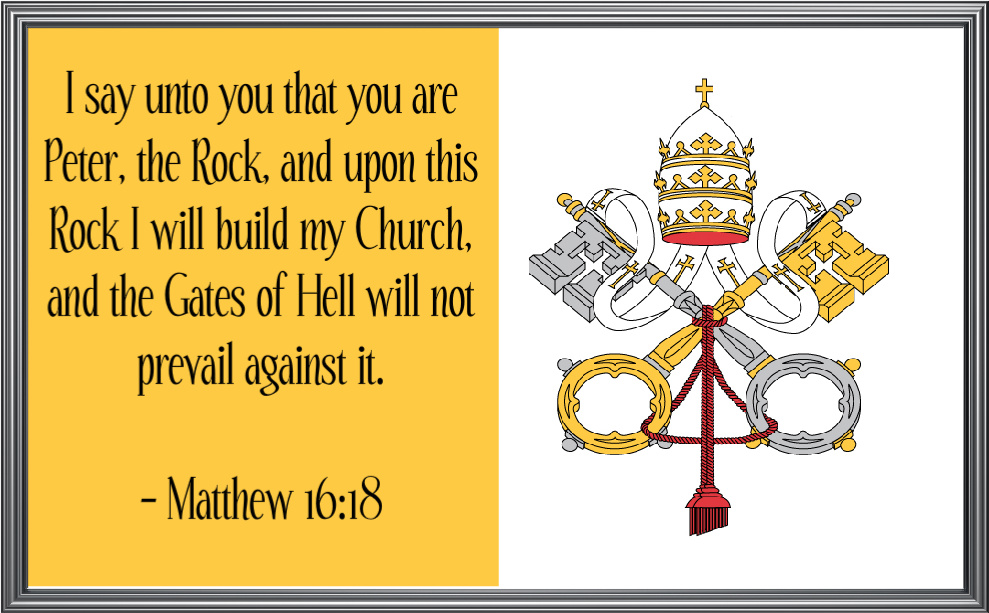 I say unto you that you are
Peter, the Rock, and upon this
Rock I will build my Church,
and the Gates of Hell will not
prevail against it.
- Matthew 16:18